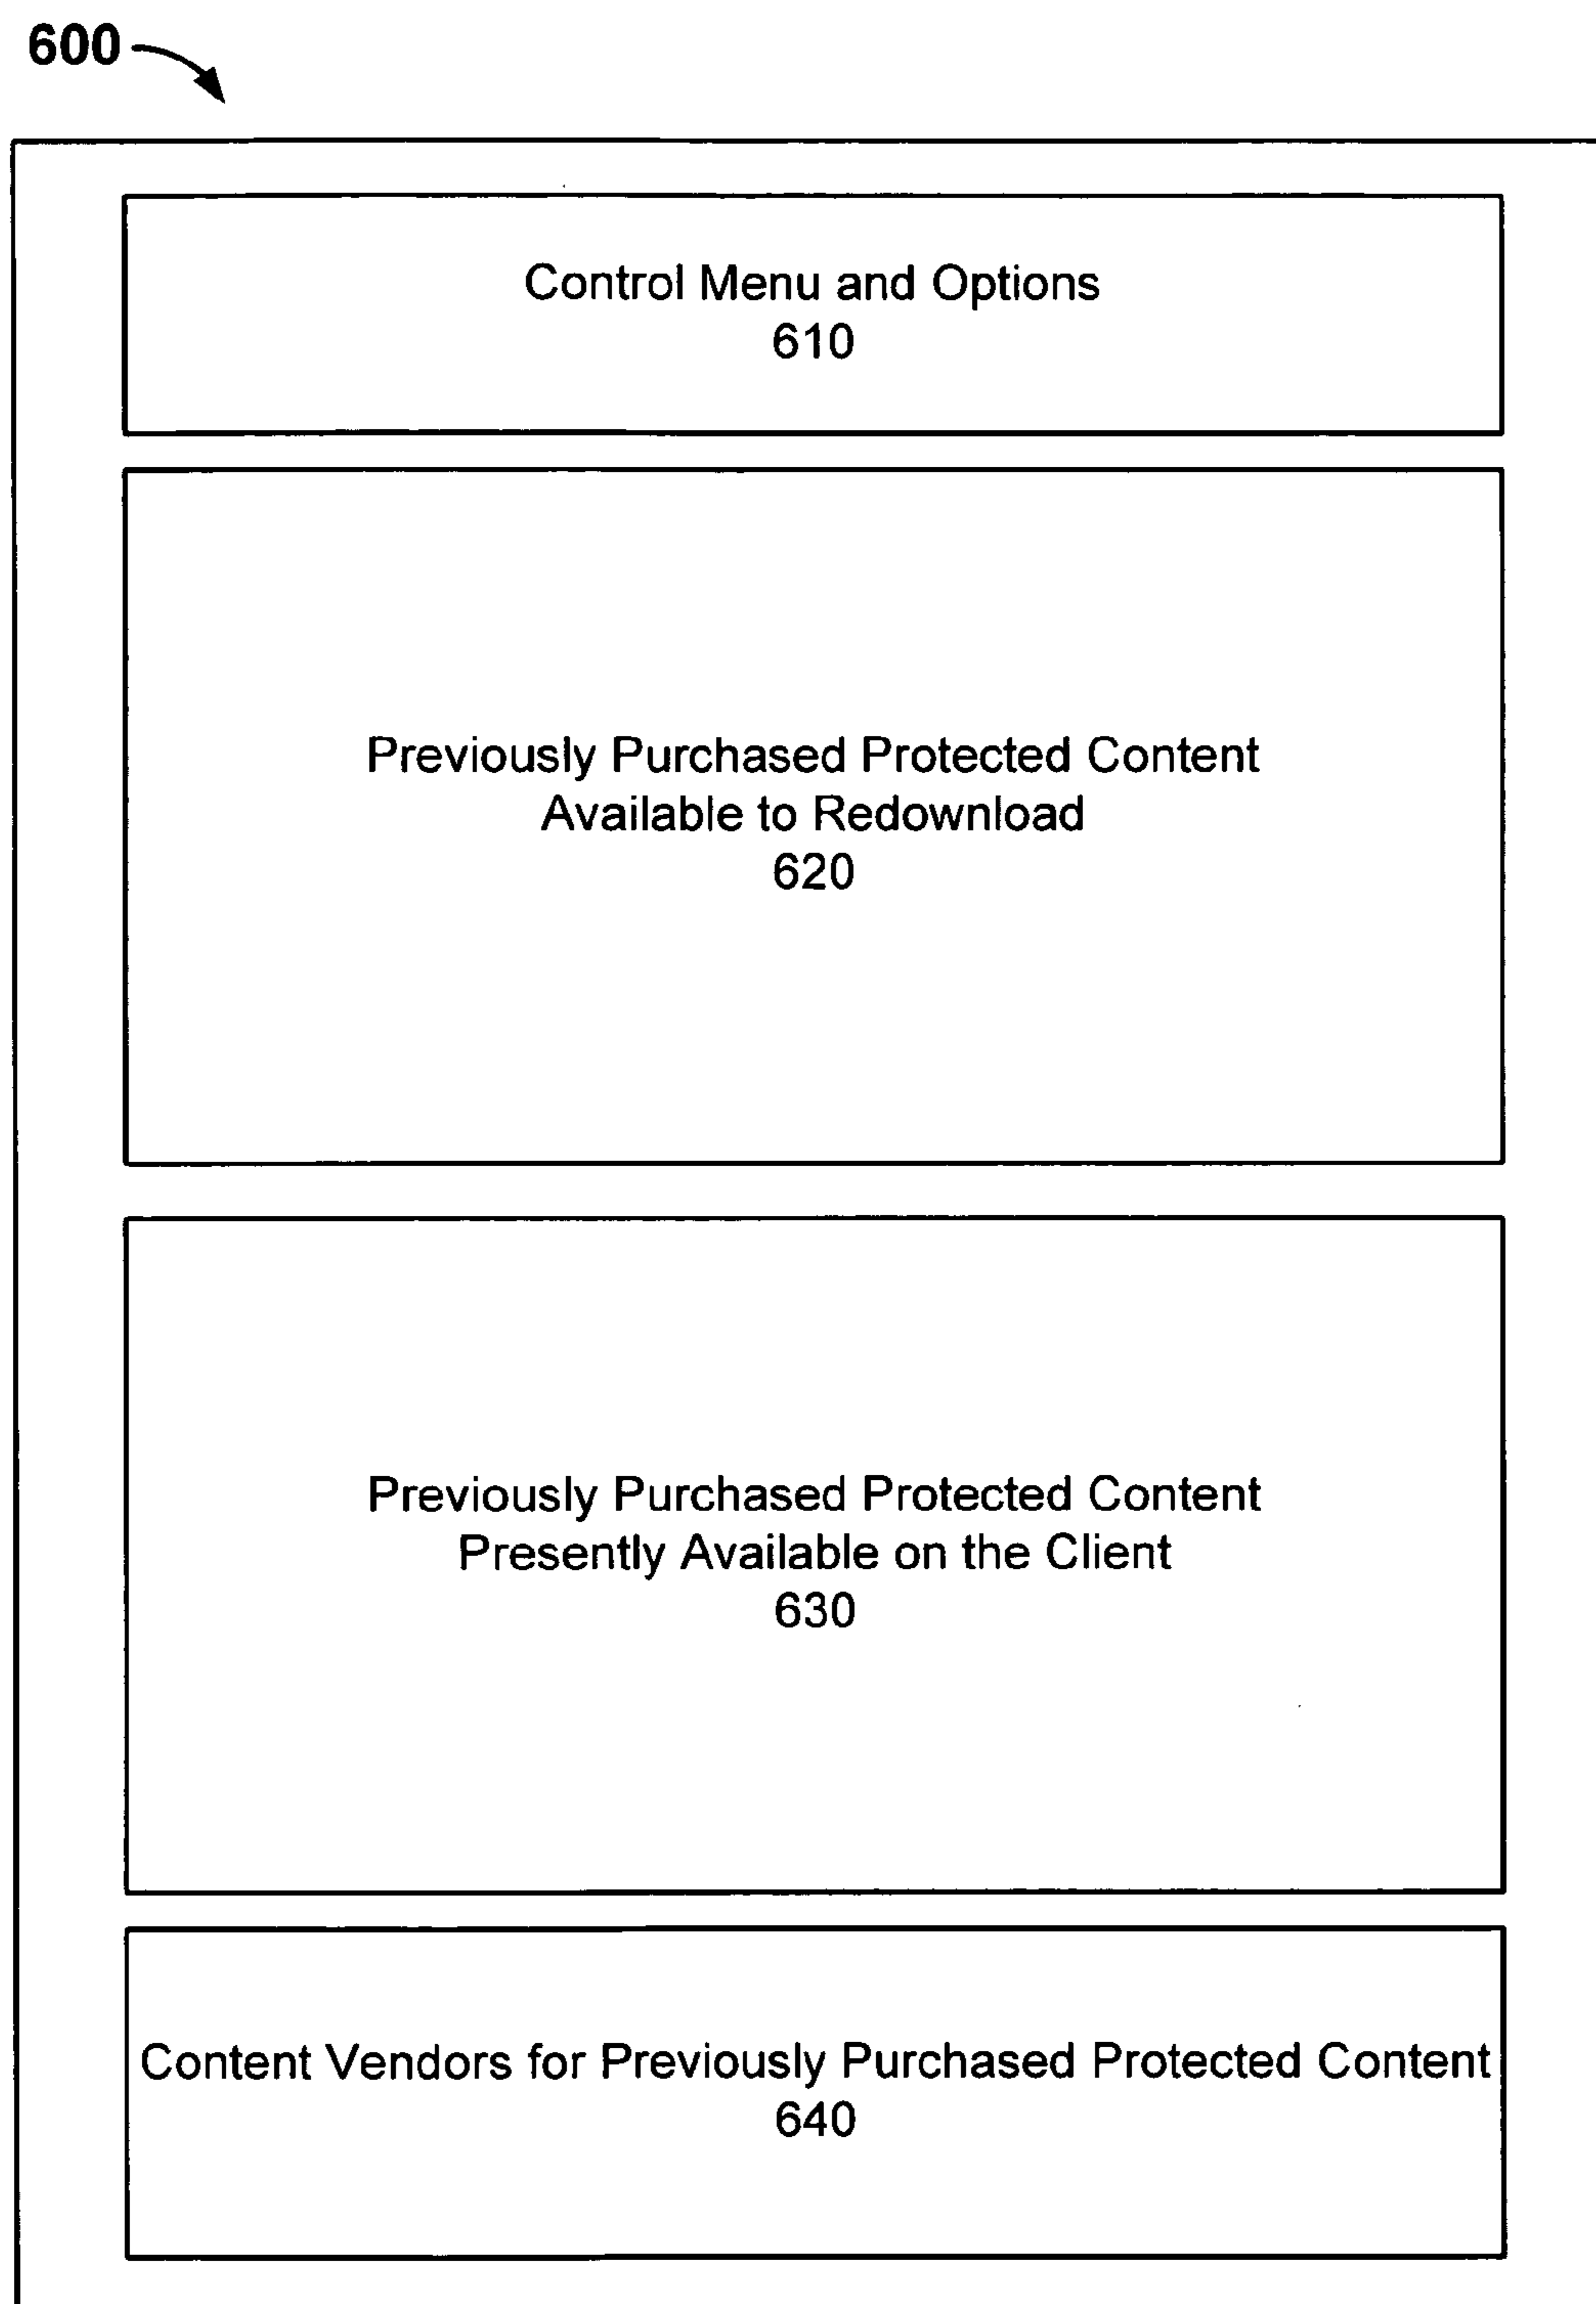 600
Control Menu and Options
610
Previously Purchased Protected Content
Available to Redownload
620
Previously Purchased Protected Content
Presently Available on the Client
630
Content Vendors for Previously Purchased Protected Content
640